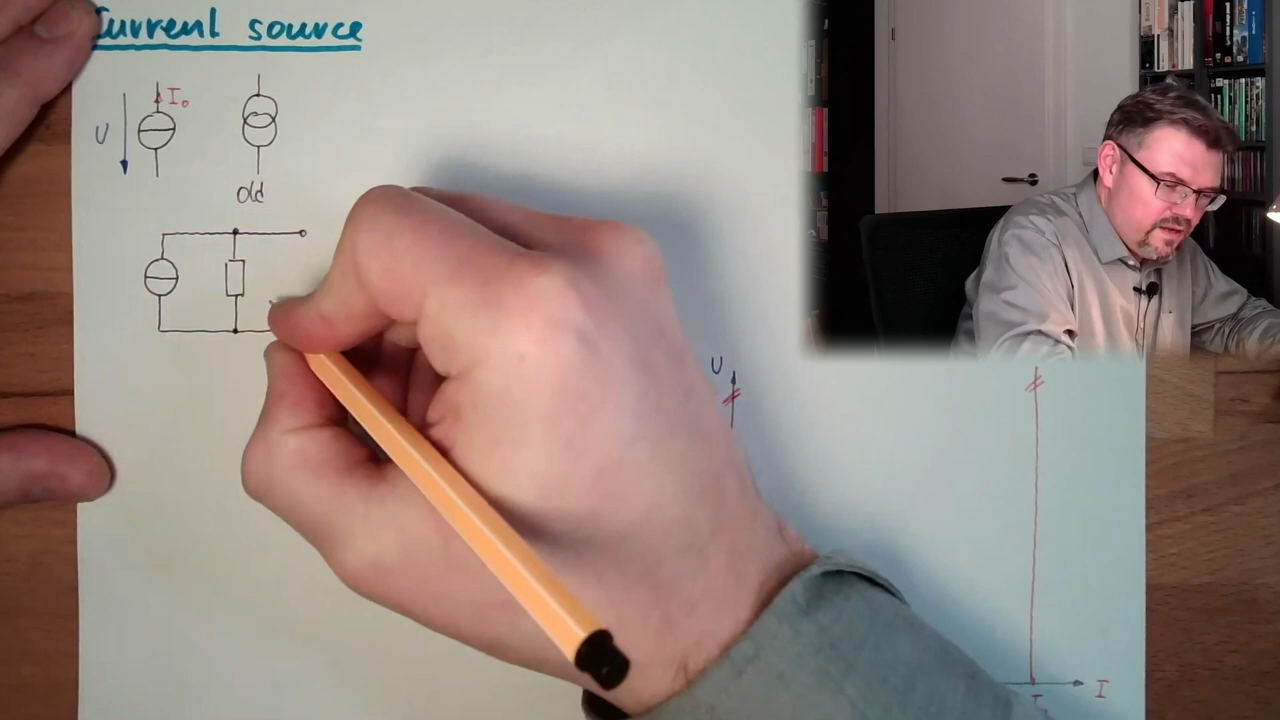 Current source
U
I₀
old
U
I